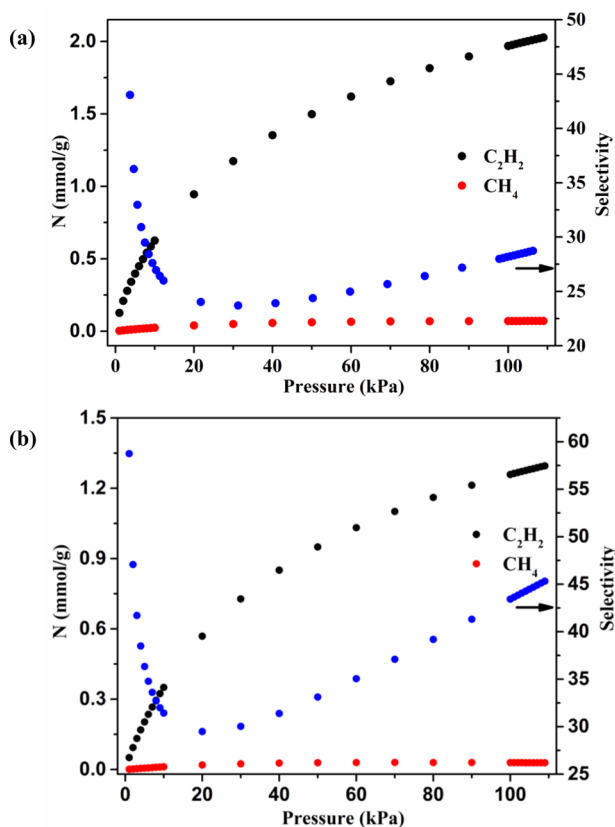 (a)
N (mmol/g)
2.0
1.5
1.0
0.5
0.0
C₂H₂
CH₄
50
45
40
35
30
25
20
Selectivity
0 20 40 60 80 100
Pressure (kPa)
(b)
N (mmol/g)
1.5
1.2
0.9
0.6
0.3
0.0
C₂H₂
CH₄
60
55
50
45
40
35
30
25
Selectivity
0 20 40 60 80 100
Pressure (kPa)